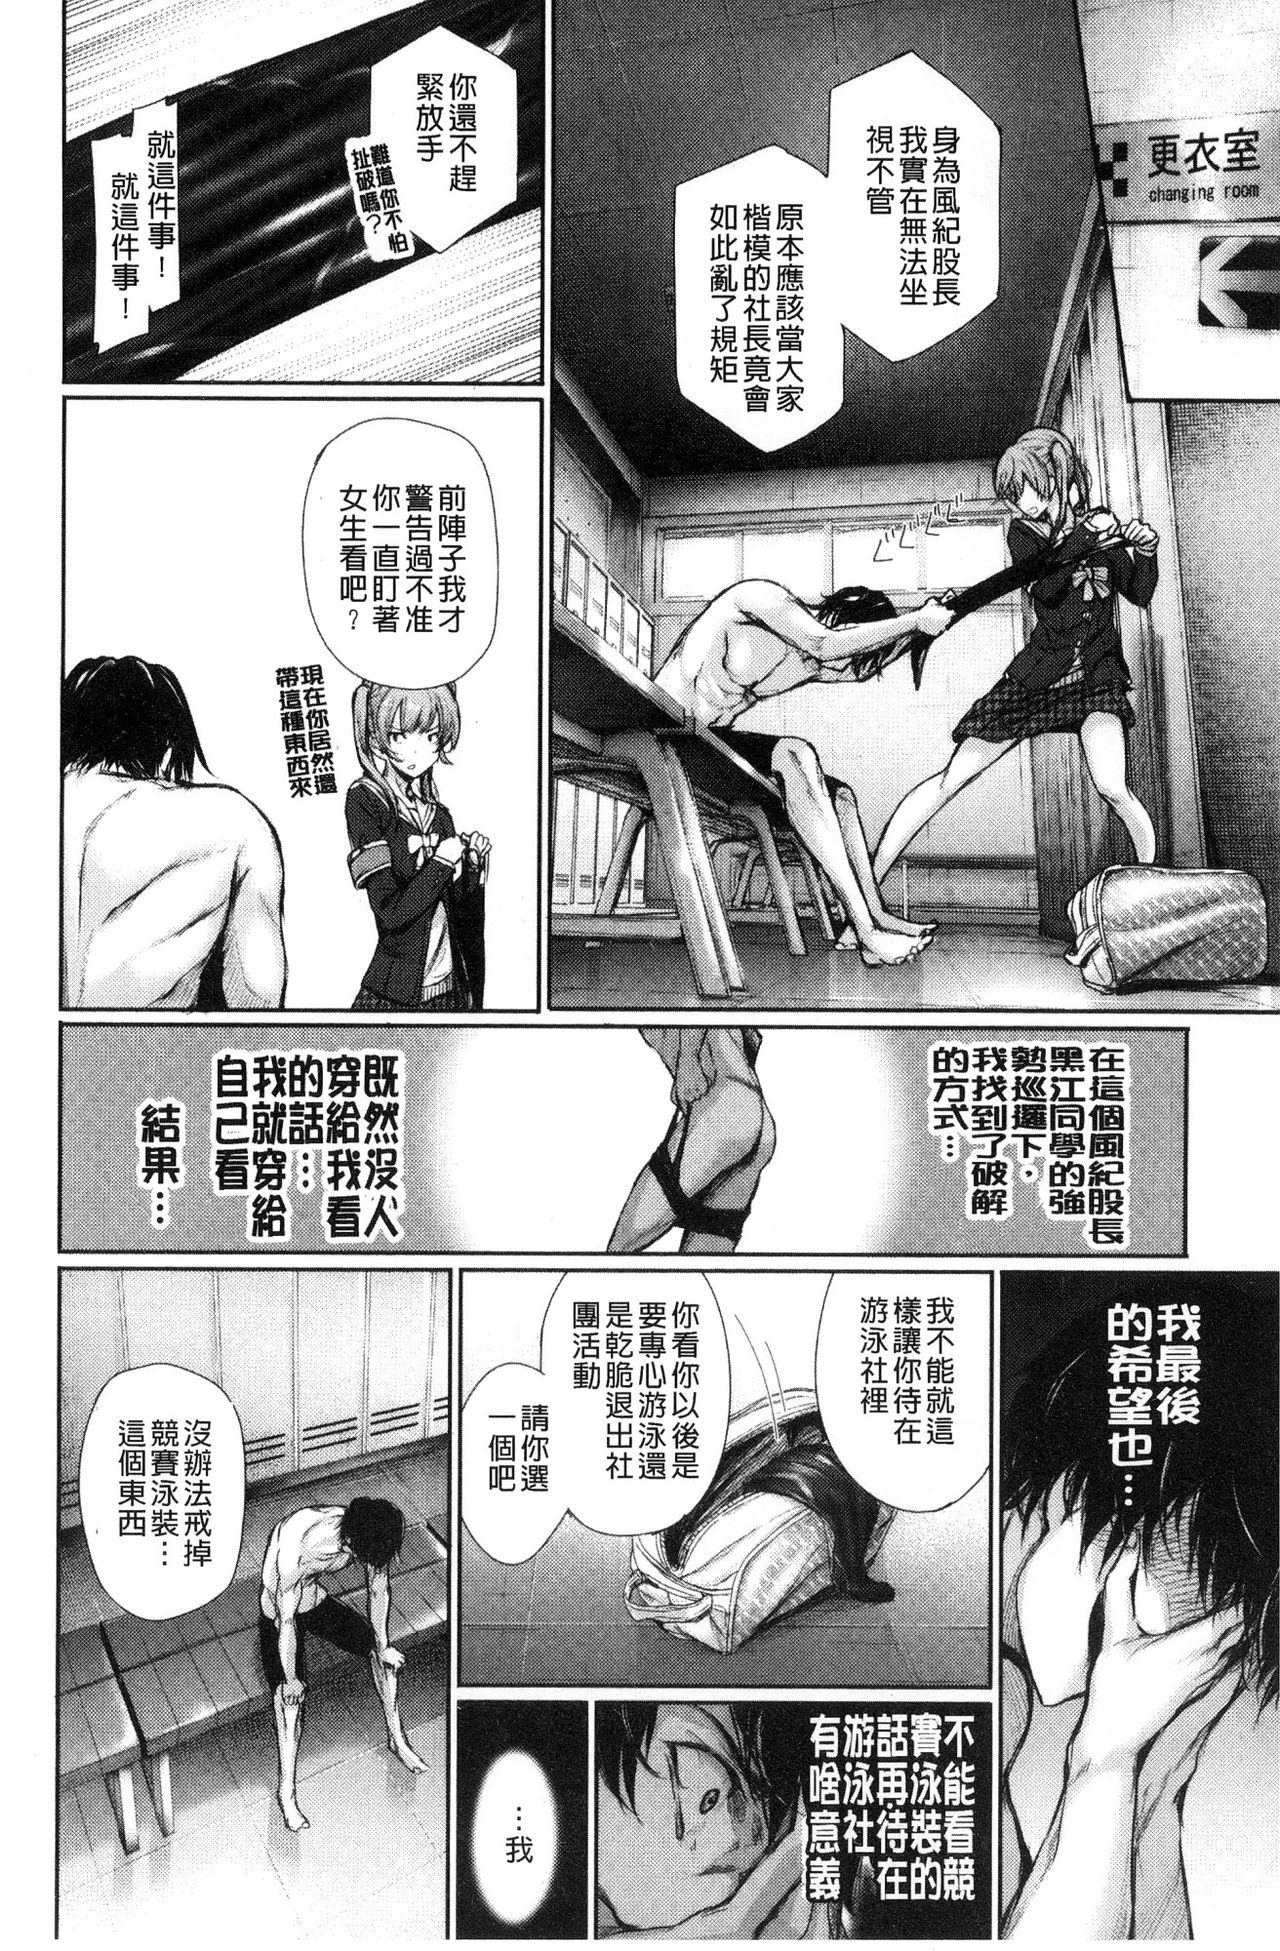 更衣室
changing room
身為風紀股長
我實在無法坐
視不管
原本應該當大家
楷模的社長竟會
如此亂了規矩
你還不趕
緊放手
難道你不怕
扯破嗎？
就這件事！
就這件事！
前陣子我才
警告過不准
你一直盯著
女生看吧？
現在你居然還
帶這種東西來
在這個風紀股長
黑江同學的強
勢巡邏下，
我找到了破解
的方式…
既然沒人
穿給我看
的話…
我就穿給
自己看
結果…
我最後
的希望也…
我不能就這
樣讓你待在
游泳社裡
你看你以後是
要專心游泳還
是乾脆退出社
團活動
請你選
一個吧
不能看競
賽泳裝的
話再待在
游泳社
有啥意義
…我
沒辦法戒掉
競賽泳裝…
這個東西